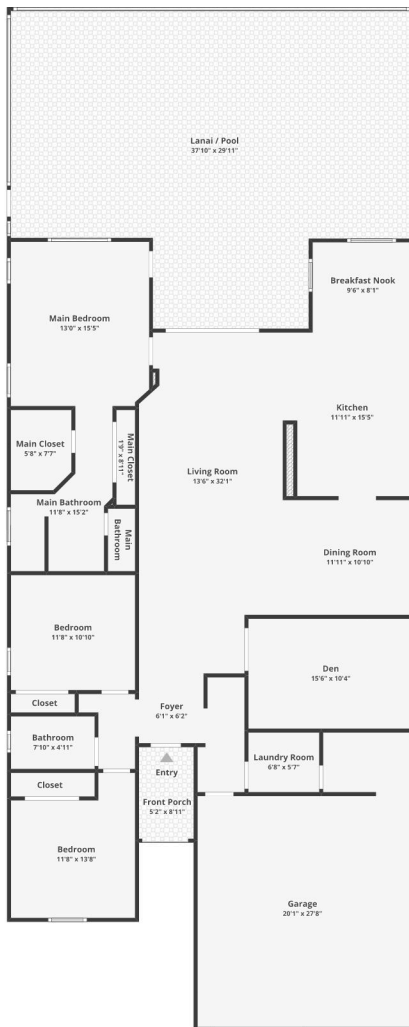 Lanai / Pool
37'10" x 29'11"
Breakfast Nook
9'6" x 8'1"
Main Bedroom
13'0" x 15'5"
Kitchen
11'11" x 15'5"
Main Closet
5'8" x 7'7"
Main Closet
1'9" x 8'11"
Living Room
13'6" x 32'1"
Main Bathroom
11'8" x 15'2"
Main
Bathroom
Dining Room
11'11" x 10'10"
Bedroom
11'8" x 10'10"
Den
15'6" x 10'4"
Closet
Foyer
6'1" x 6'2"
Bathroom
7'10" x 4'11"
Laundry Room
6'8" x 5'7"
Entry
Closet
Front Porch
5'2" x 8'11"
Bedroom
11'8" x 13'8"
Garage
20'1" x 27'8"